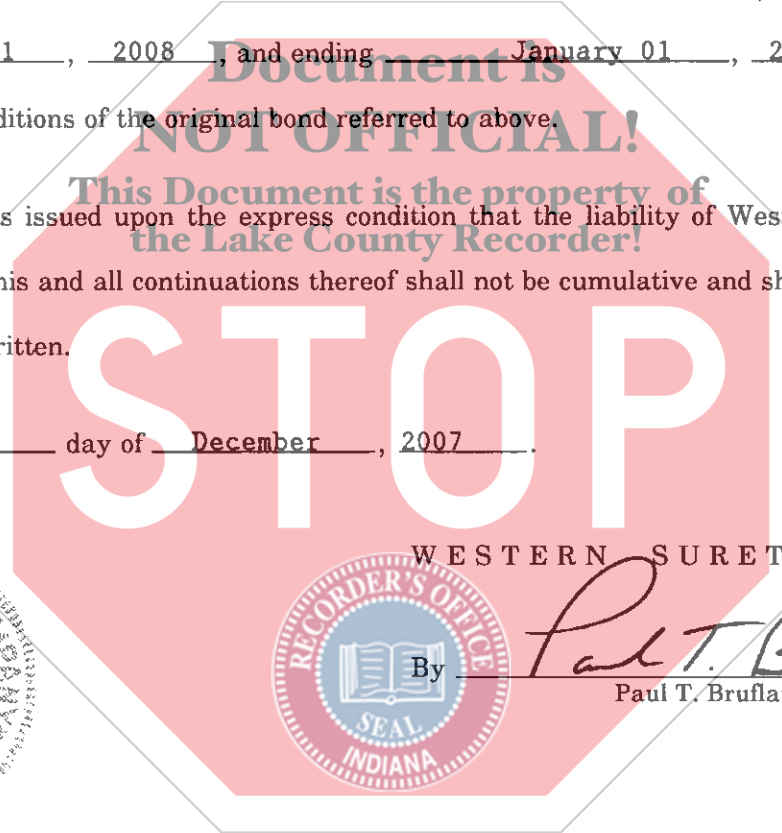 1 , 2008 , and ending January 01 , 2
Document is
ditions of the original bond referred to above.
NOT OFFICIAL!
This Document is the property of
s issued upon the express condition that the liability of Wes
the Lake County Recorder!
his and all continuations thereof shall not be cumulative and sh
ritten.
STOP
day of December , 2007 .
WESTERN SURET
RECORDER'S OFFICE
SEAL
INDIANA
By Paul T.
Paul T. Brufla